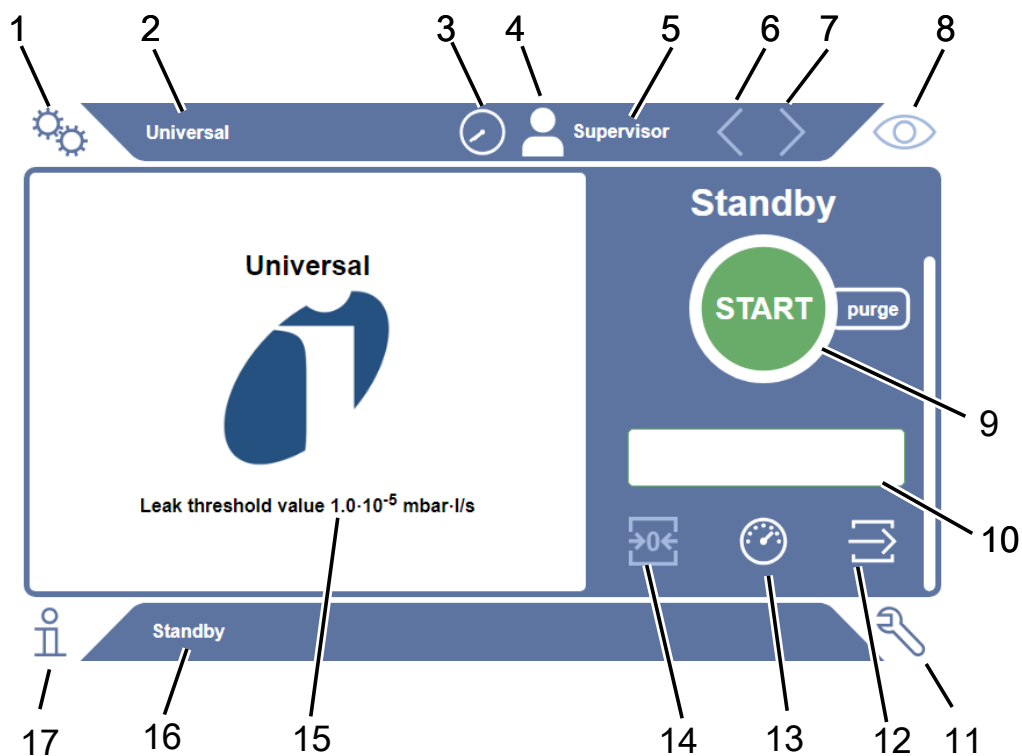 1 2 3 4 5 6 7 8
Universal Supervisor
Standby
Universal
START purge
9
Leak threshold value 1.0·10⁻⁵ mbar·l/s
→0←
10
Standby
17 16 15 14 13 12 11